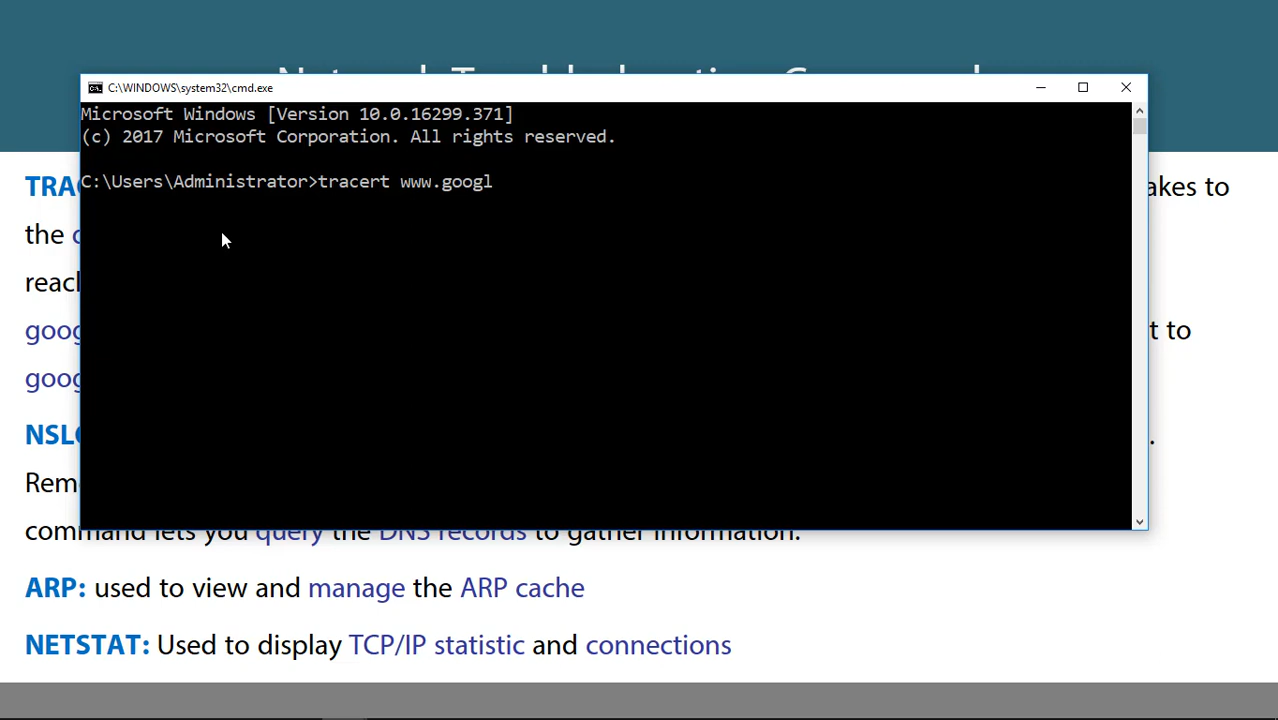 C:\WINDOWS\system32\cmd.exe
Microsoft Windows [Version 10.0.16299.371]
(c) 2017 Microsoft Corporation. All rights reserved.
C:\Users\Administrator>tracert www.googl
akes to
the
t to
command lets you query the DNS records to gather information.
ARP: used to view and manage the ARP cache
NETSTAT: Used to display TCP/IP statistic and connections